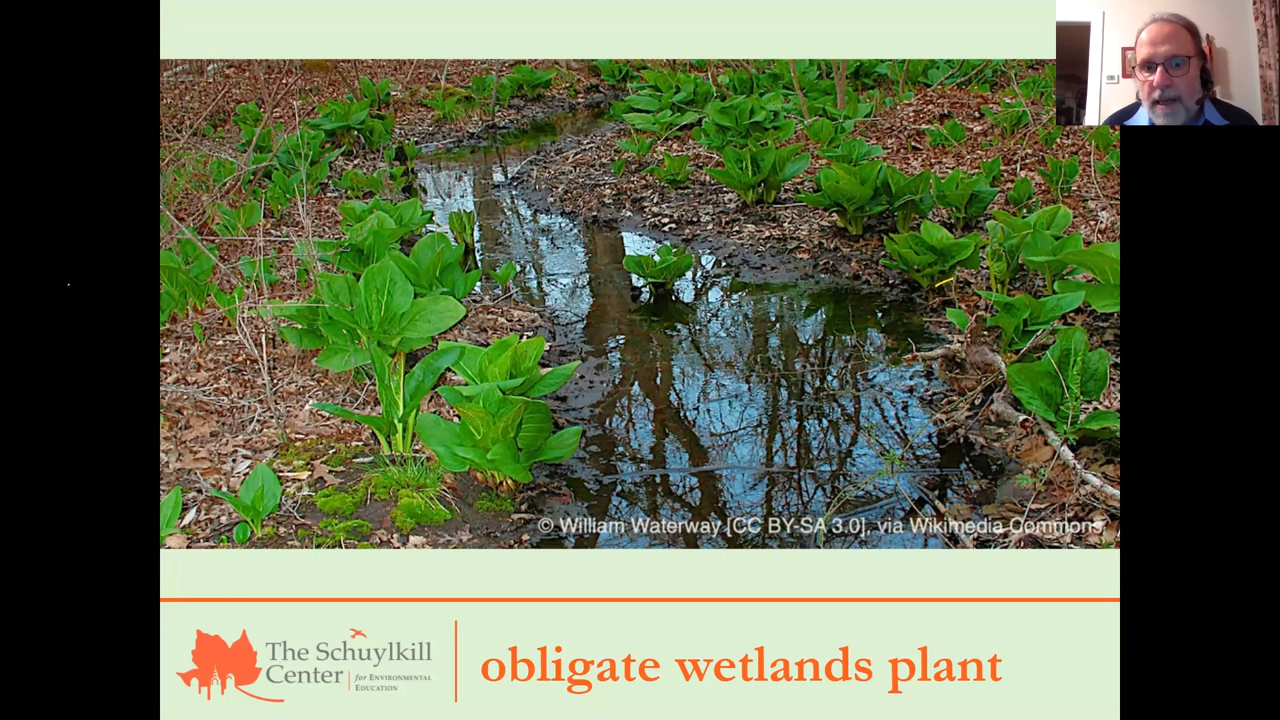 © William Waterway [CC BY-SA 3.0], via Wikimedia Commons
The Schuylkill
Center for ENVIRONMENTAL
EDUCATION
obligate wetlands plant